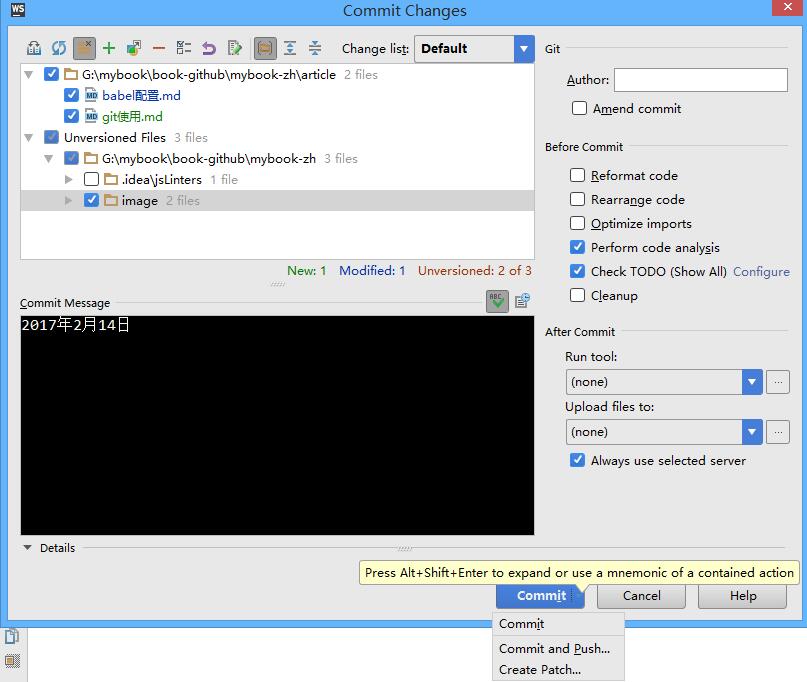 WS
Commit Changes
Change list: Default
G:\mybook\book-github\mybook-zh\article 2 files
MD babel配置.md
MD git使用.md
Unversioned Files 3 files
G:\mybook\book-github\mybook-zh 3 files
.idea\jsLinters 1 file
image 2 files
New: 1 Modified: 1 Unversioned: 2 of 3
Commit Message
ABC
2017年2月14日
Git
Author:
Amend commit
Before Commit
Reformat code
Rearrange code
Optimize imports
Perform code analysis
Check TODO (Show All) Configure
Cleanup
After Commit
Run tool:
(none)
...
Upload files to:
(none)
...
Always use selected server
Details
Press Alt+Shift+Enter to expand or use a mnemonic of a contained action
Commit Cancel Help
Commit
Commit and Push...
Create Patch...